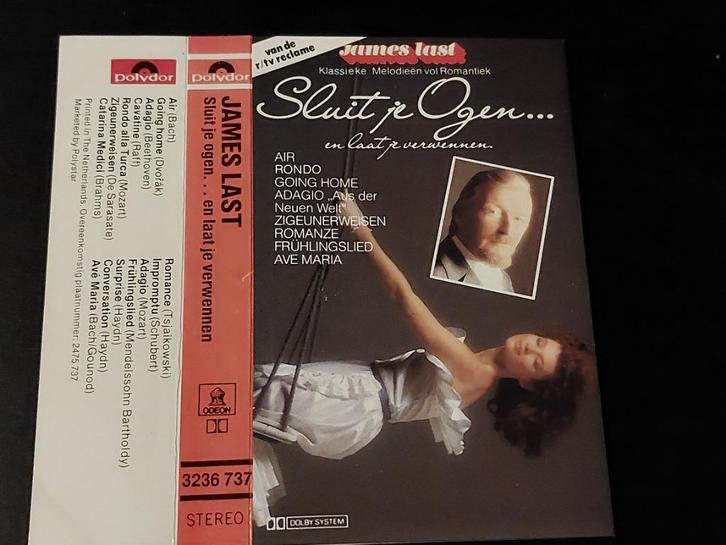 polydor
Air (Bach)
Going home (Dvořák)
Adagio (Beethoven)
Cavatine (Raff)
Rondo alla Turca (Mozart)
Zigeunerweisen (De Sarasate)
Catarina Medici (Brahms)
Romance (Tsjaikowski)
Impromptu (Schubert)
Adagio (Mozart)
Frühlingslied (Mendelssohn Bartholdy)
Surprise (Haydn)
Conversation (Haydn)
Avé Maria (Bach/Gounod)
Printed in The Netherlands. Overeenkomstig plaatnummer: 2475 737
Marketed by Polystar
polydor
JAMES LAST
Sluit je ogen... en laat je verwennen
ODEON
3236 737
STEREO
van de
r/tv reclame
James last
Klassieke Melodieën vol Romantiek
Sluit je Ogen...
en laat je verwennen.
AIR
RONDO
GOING HOME
ADAGIO „Aus der
Neuen Welt"
ZIGEUNERWEISEN
ROMANZE
FRÜHLINGSLIED
AVE MARIA
DOLBY SYSTEM